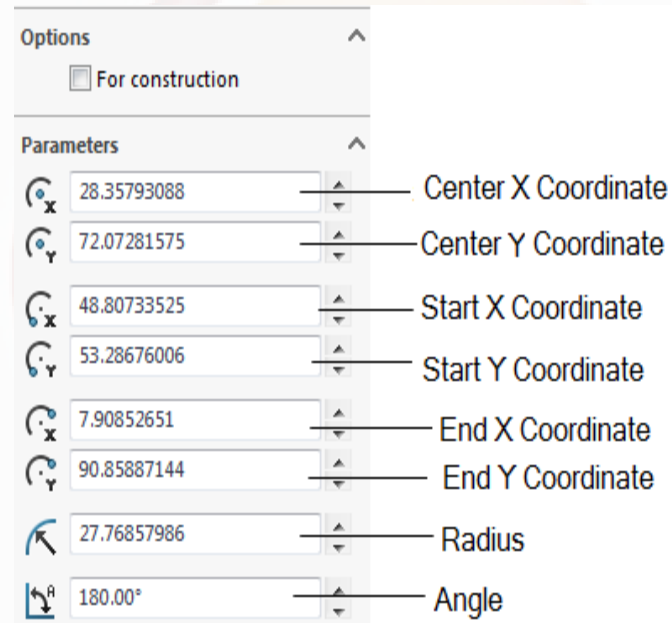 Options
For construction
Parameters
X 28.35793088 Center X Coordinate
Y 72.07281575 Center Y Coordinate
X 48.80733525 Start X Coordinate
Y 53.28676006 Start Y Coordinate
X 7.90852651 End X Coordinate
Y 90.85887144 End Y Coordinate
27.76857986 Radius
A 180.00° Angle